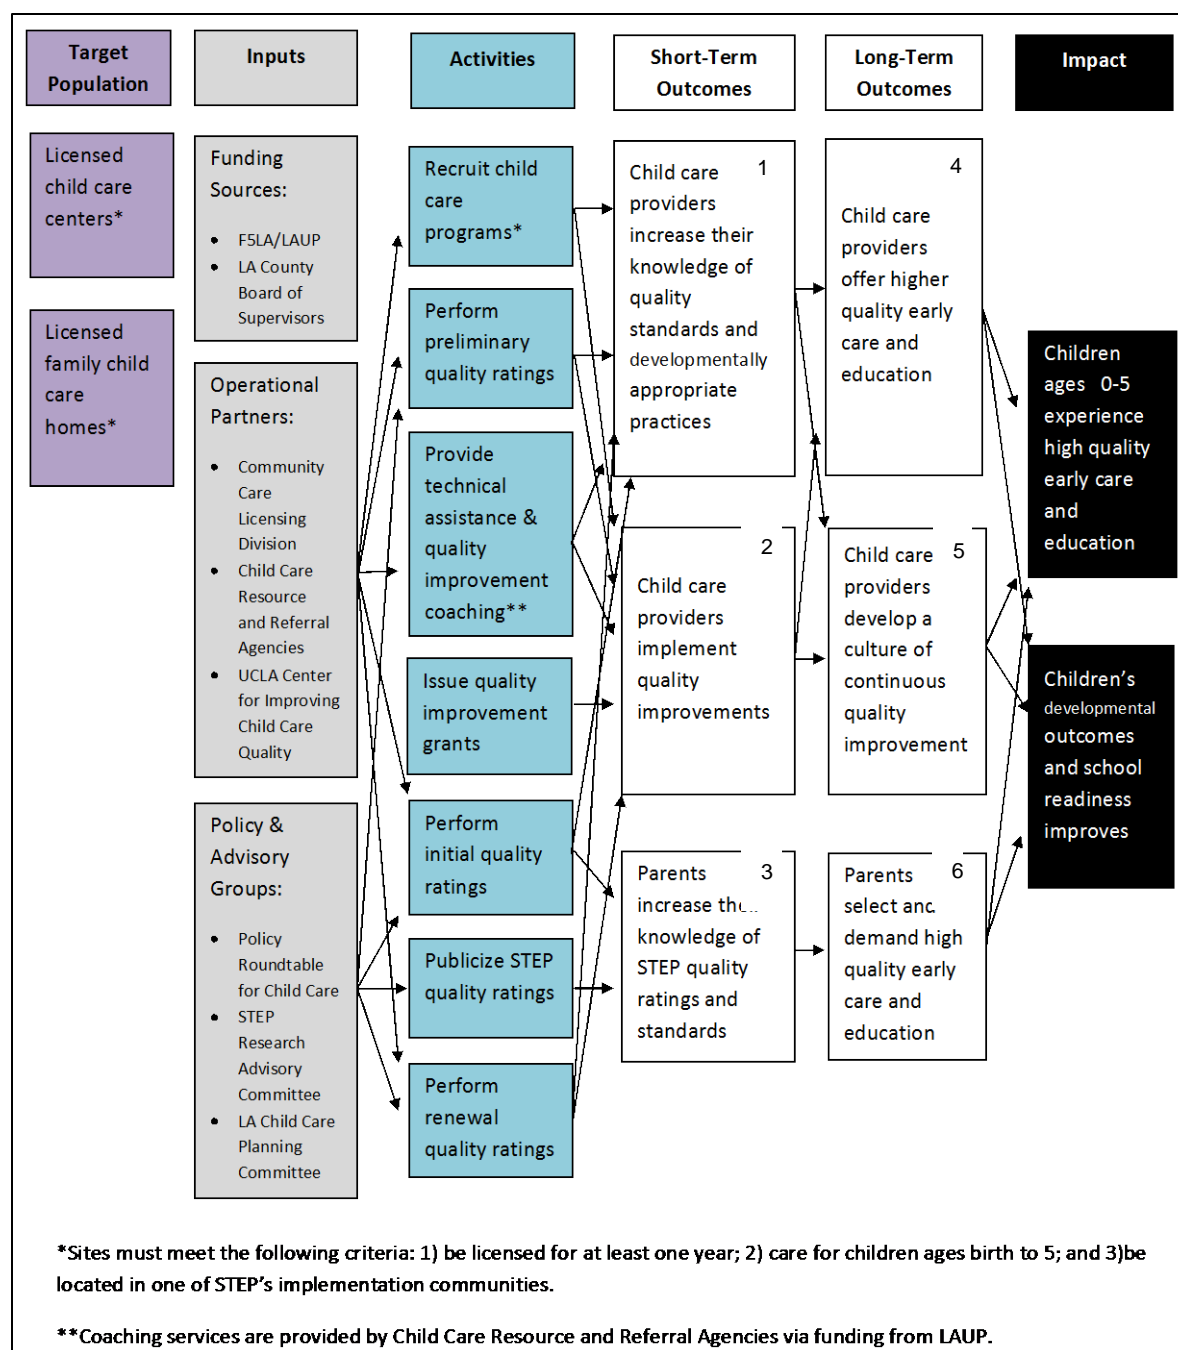 Target
Population
Inputs
Activities
Short-Term
Outcomes
Long-Term
Outcomes
Impact
Licensed
child care
centers*
Licensed
family child
care
homes*
Funding
Sources:
• F5LA/LAUP
• LA County
Board of
Supervisors
Operational
Partners:
• Community
Care
Licensing
Division
• Child Care
Resource
and Referral
Agencies
• UCLA Center
for Improving
Child Care
Quality
Policy &
Advisory
Groups:
• Policy
Roundtable
for Child Care
• STEP
Research
Advisory
Committee
• LA Child Care
Planning
Committee
Recruit child
care
programs*
Perform
preliminary
quality ratings
Provide
technical
assistance &
quality
improvement
coaching**
Issue quality
improvement
grants
Perform
initial quality
ratings
Publicize STEP
quality ratings
Perform
renewal
quality ratings
1
Child care
providers
increase their
knowledge of
quality
standards and
developmentally
appropriate
practices
2
Child care
providers
implement
quality
improvements
3
Parents
increase their
knowledge of
STEP quality
ratings and
standards
4
Child care
providers
offer higher
quality early
care and
education
5
Child care
providers
develop a
culture of
continuous
quality
improvement
6
Parents
select and
demand high
quality early
care and
education
Children
ages 0-5
experience
high quality
early care
and
education
Children's
developmental
outcomes
and school
readiness
improves
*Sites must meet the following criteria: 1) be licensed for at least one year; 2) care for children ages birth to 5; and 3)be
located in one of STEP's implementation communities.
**Coaching services are provided by Child Care Resource and Referral Agencies via funding from LAUP.